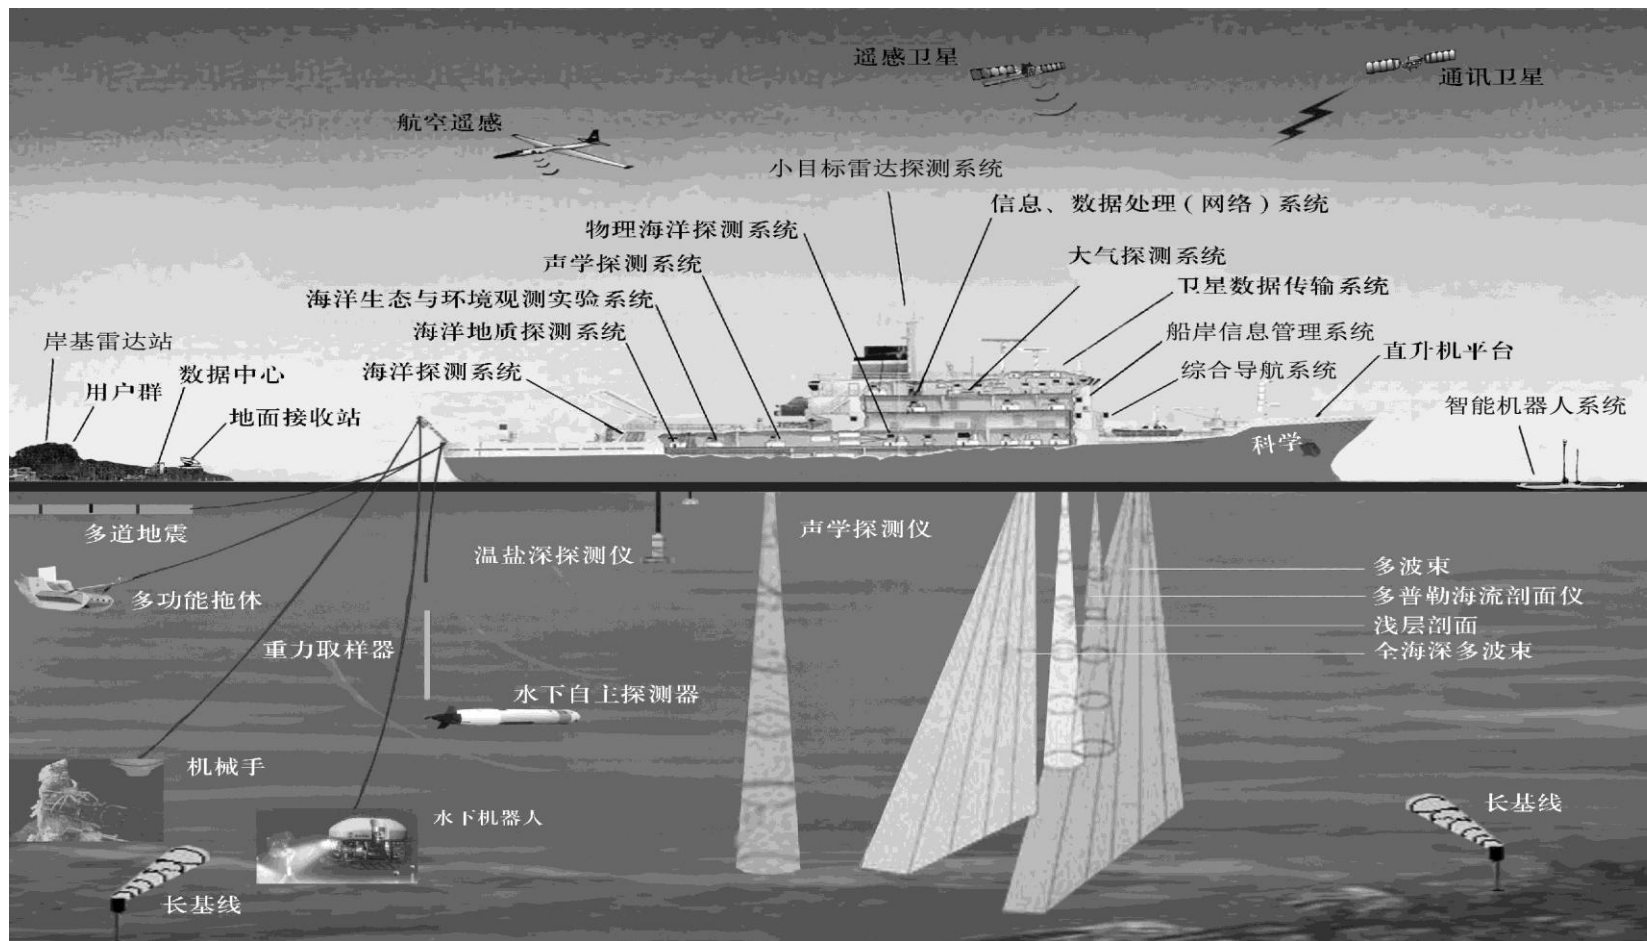 遥感卫星
通讯卫星
航空遥感
小目标雷达探测系统
信息、数据处理(网络)系统
物理海洋探测系统
大气探测系统
声学探测系统
卫星数据传输系统
海洋生态与环境观测实验系统
海洋地质探测系统
船岸信息管理系统
岸基雷达站
直升机平台
海洋探测系统
综合导航系统
数据中心
用户群
智能机器人系统
地面接收站
科学
多道地震
声学探测仪
温盐深探测仪
多波束
多功能拖体
多普勒海流剖面仪
浅层剖面
重力取样器
全海深多波束
水下自主探测器
机械手
水下机器人
长基线
长基线